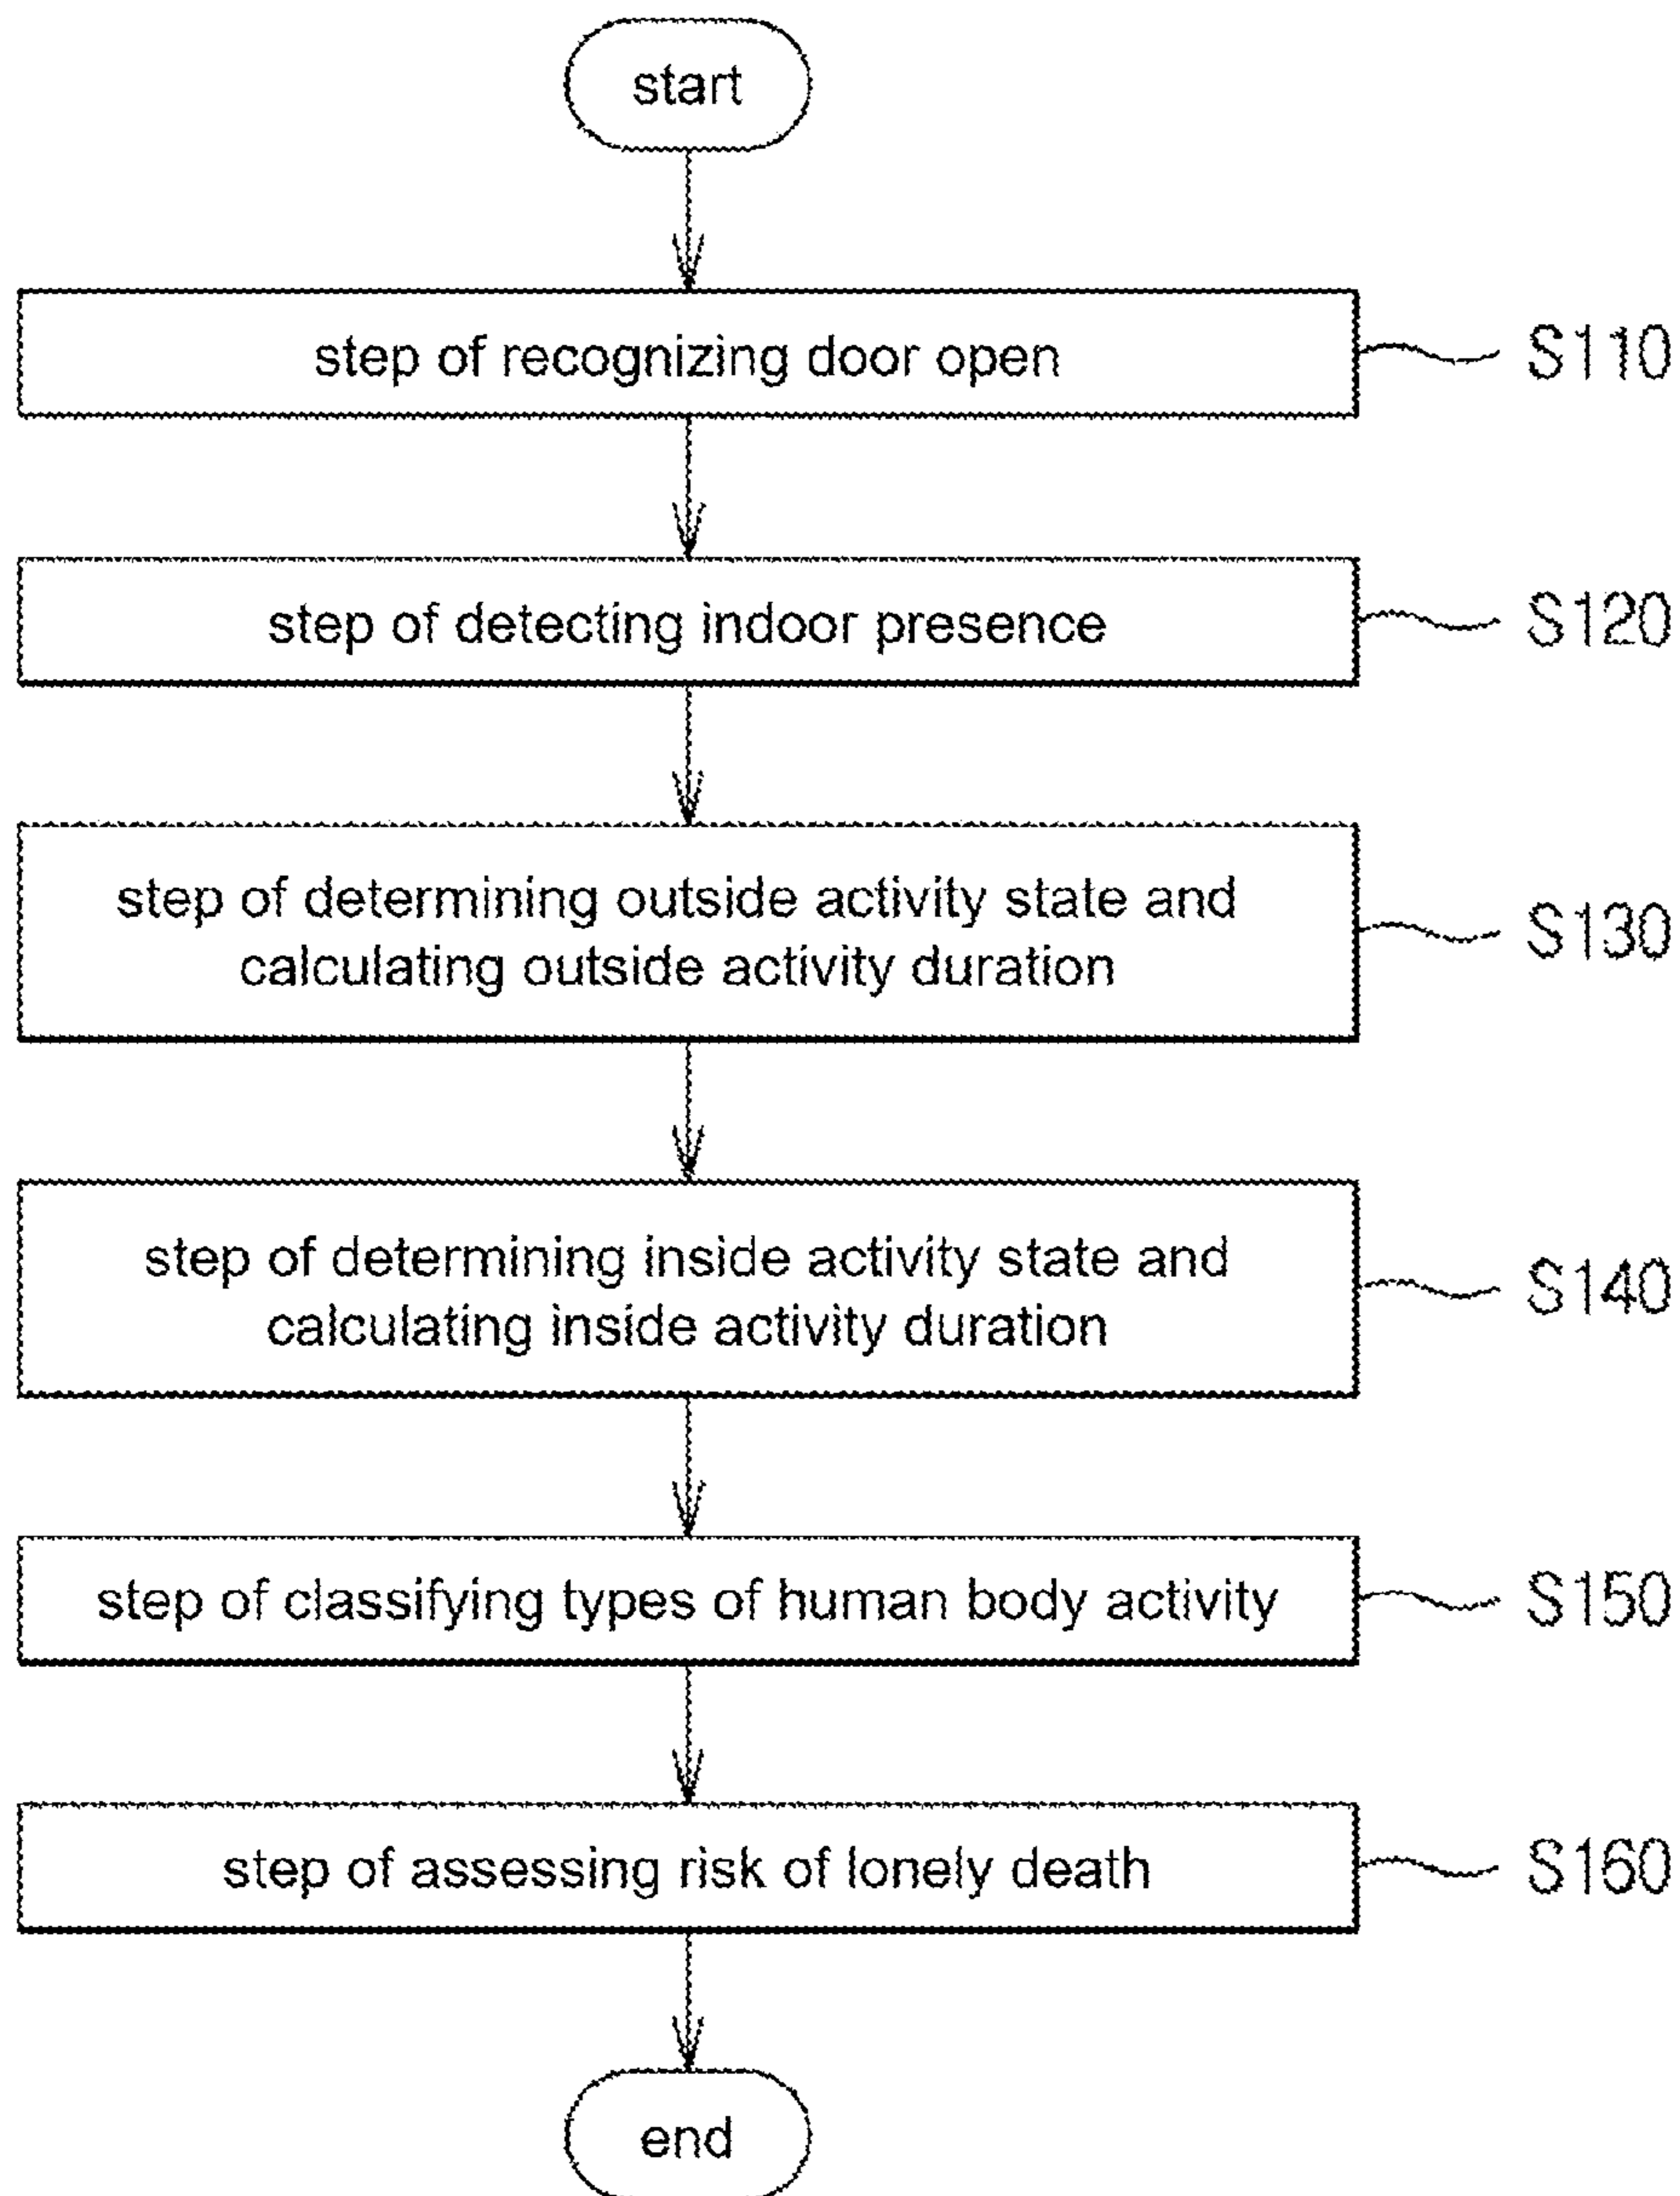 start
step of recognizing door open
S110
step of detecting indoor presence
S120
step of determining outside activity state and
calculating outside activity duration
S130
step of determining inside activity state and
calculating inside activity duration
S140
step of classifying types of human body activity
S150
step of assessing risk of lonely death
S160
end